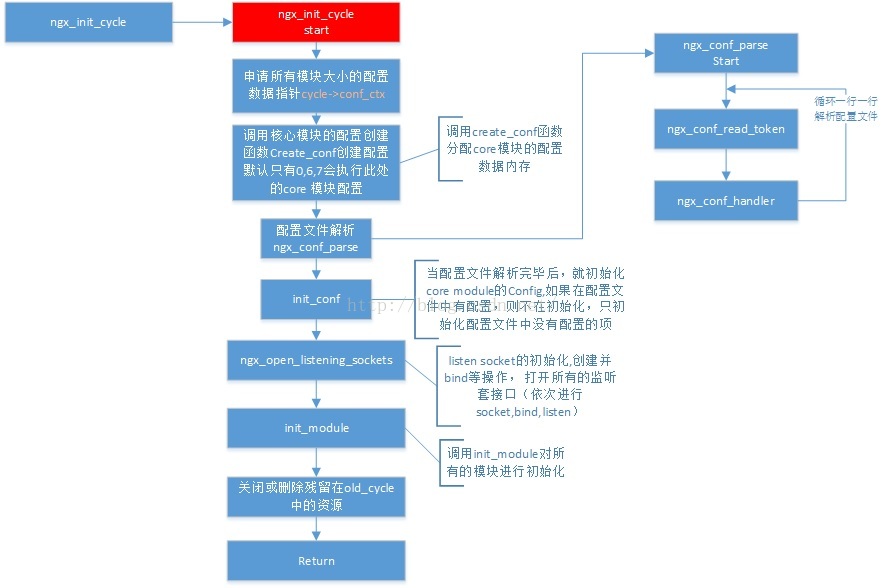 ngx_init_cycle
ngx_init_cycle
start
申请所有模块大小的配置
数据指针cycle->conf_ctx
调用核心模块的配置创建
函数Create_conf创建配置
默认只有0,6,7会执行此处
的core 模块配置
调用create_conf函数
分配core模块的配置
数据内存
配置文件解析
ngx_conf_parse
init_conf
当配置文件解析完毕后，就初始化
core module的Config,如果在配置文
件中有配置，则不在初始化，只初
始化配置文件中没有配置的项
ngx_open_listening_sockets
listen socket的初始化,创建并
bind等操作， 打开所有的监听
套接口（依次进行
socket,bind,listen）
init_module
调用init_module对所
有的模块进行初始化
关闭或删除残留在old_cycle
中的资源
Return
ngx_conf_parse
Start
循环一行一行
解析配置文件
ngx_conf_read_token
ngx_conf_handler